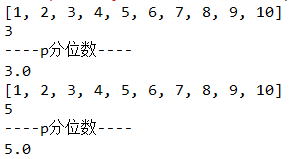 [1, 2, 3, 4, 5, 6, 7, 8, 9, 10]
3
----p分位数----
3.0
[1, 2, 3, 4, 5, 6, 7, 8, 9, 10]
5
----p分位数----
5.0